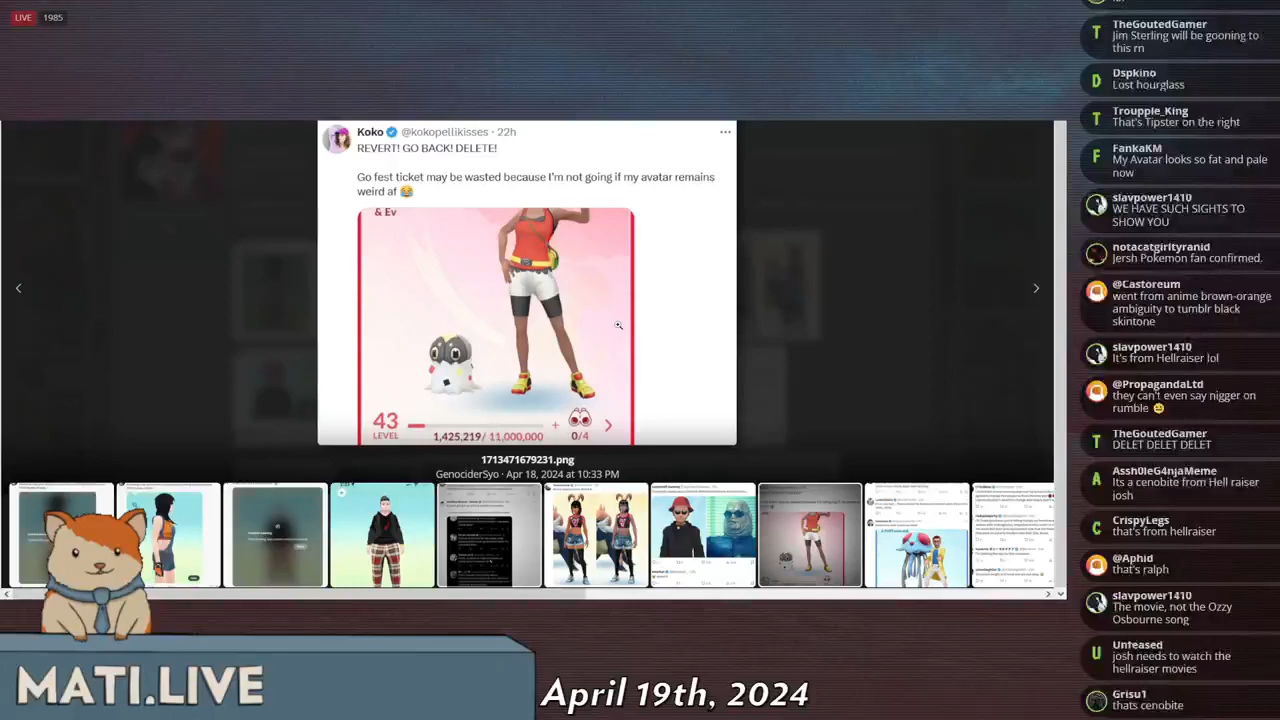 LIVE 1985
Koko @kokopellikisses · 22h
REVERT! GO BACK! DELETE!
Go fest ticket may be wasted because I'm not going if my avatar remains
weird af 😂
& Ev
43
LEVEL
1,425,219/ 11,000,000
+
0/4
1713471679231.png
GenociderSyo · Apr 18, 2024 at 10:33 PM
MATI.LIVE
April 19th, 2024
TheGoutedGamer
Jim Sterling will be gooning to
this rn
Dspkino
Lost hourglass
Troupple_King
That's Tipster on the right
FankaKM
My Avatar looks so fat and pale
now
slavpower1410
WE HAVE SUCH SIGHTS TO
SHOW YOU
notacatgirltyranid
Jersh Pokemon fan confirmed.
@Castoreum
went from anime brown-orange
ambiguity to tumblr black
skintone
slavpower1410
It's from Hellraiser lol
@PropagandaLtd
they can't even say nigger on
rumble 😐
TheGoutedGamer
DELET DELET DELET
Assh0leG4njaMeme
Its a cenobite from Hell raiser
josh
CrispyLegs
that's from hellraiser
@Aphid
that's ralph
slavpower1410
The movie, not the Ozzy
Osbourne song
Unfeased
josh needs to watch the
hellraiser movies
Grisu1
thats cenobite